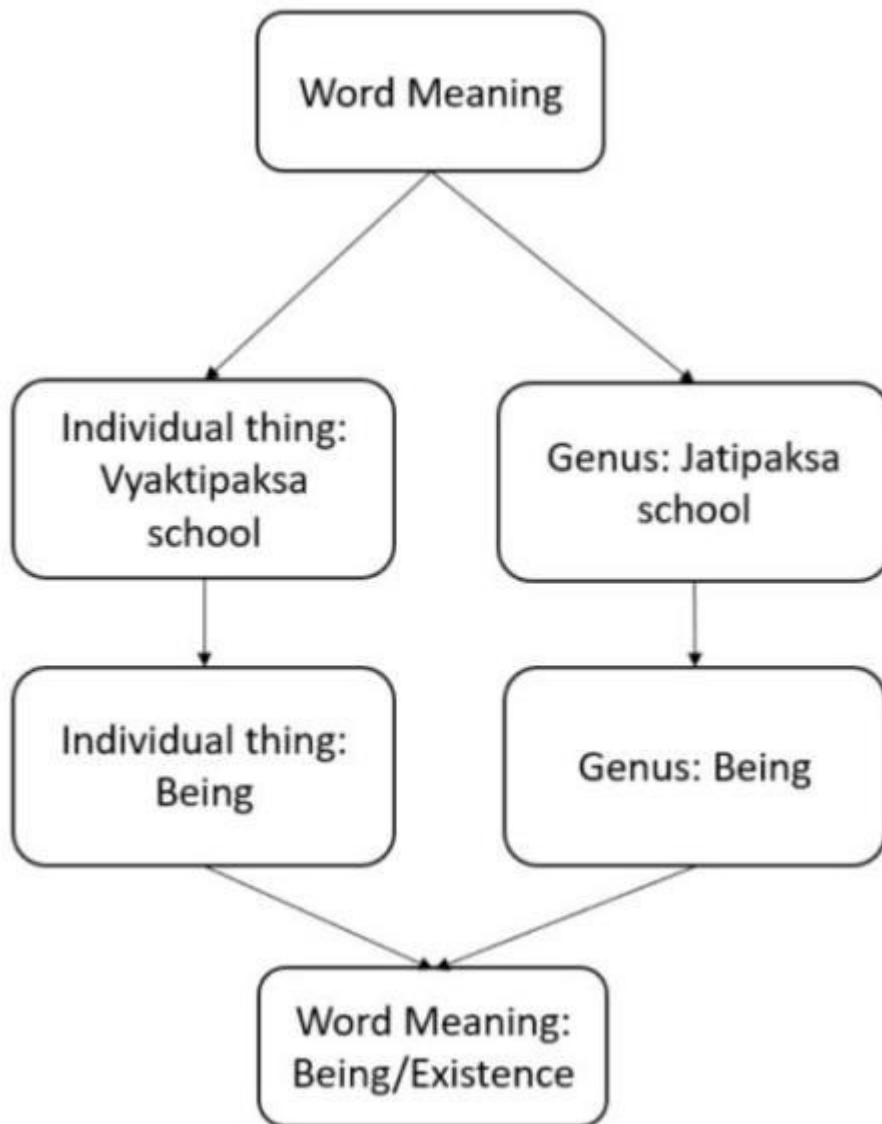 Word Meaning
Individual thing:
Vyaktipaksa
school
Genus: Jatipaksa
school
Individual thing:
Being
Genus: Being
Word Meaning:
Being/Existence